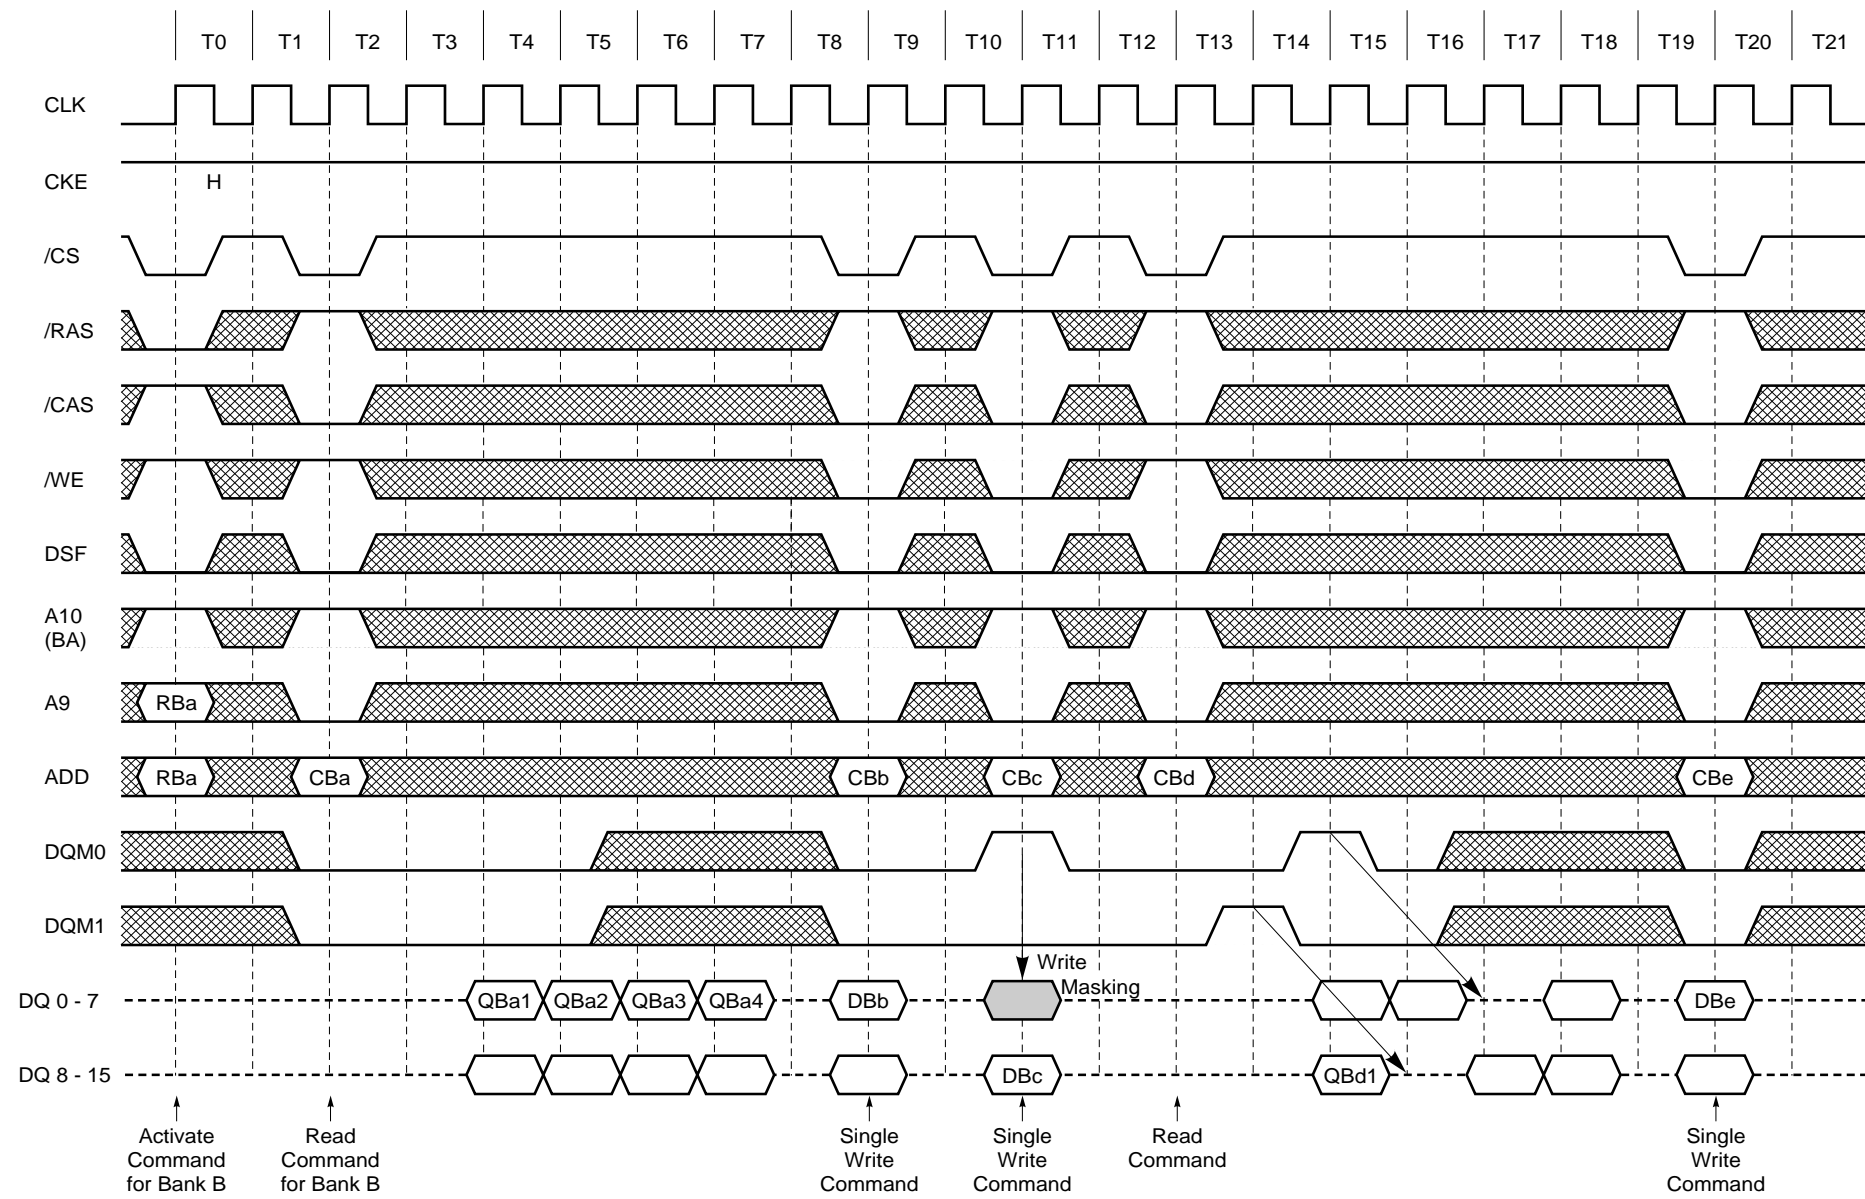 T0 T1 T2 T3 T4 T5 T6 T7 T8 T9 T10 T11 T12 T13 T14 T15 T16 T17 T18 T19 T20 T21
CLK
CKE H
/CS
/RAS
/CAS
/WE
DSF
A10
(BA)
A9 RBa
ADD RBa CBa CBb CBc CBd CBe
DQM0
DQM1
Write
Masking
DQ 0 - 7 QBa1 QBa2 QBa3 QBa4 DBb DBe
DQ 8 - 15 DBc QBd1
Activate
Command
for Bank B
Read
Command
for Bank B
Single
Write
Command
Single
Write
Command
Read
Command
Single
Write
Command